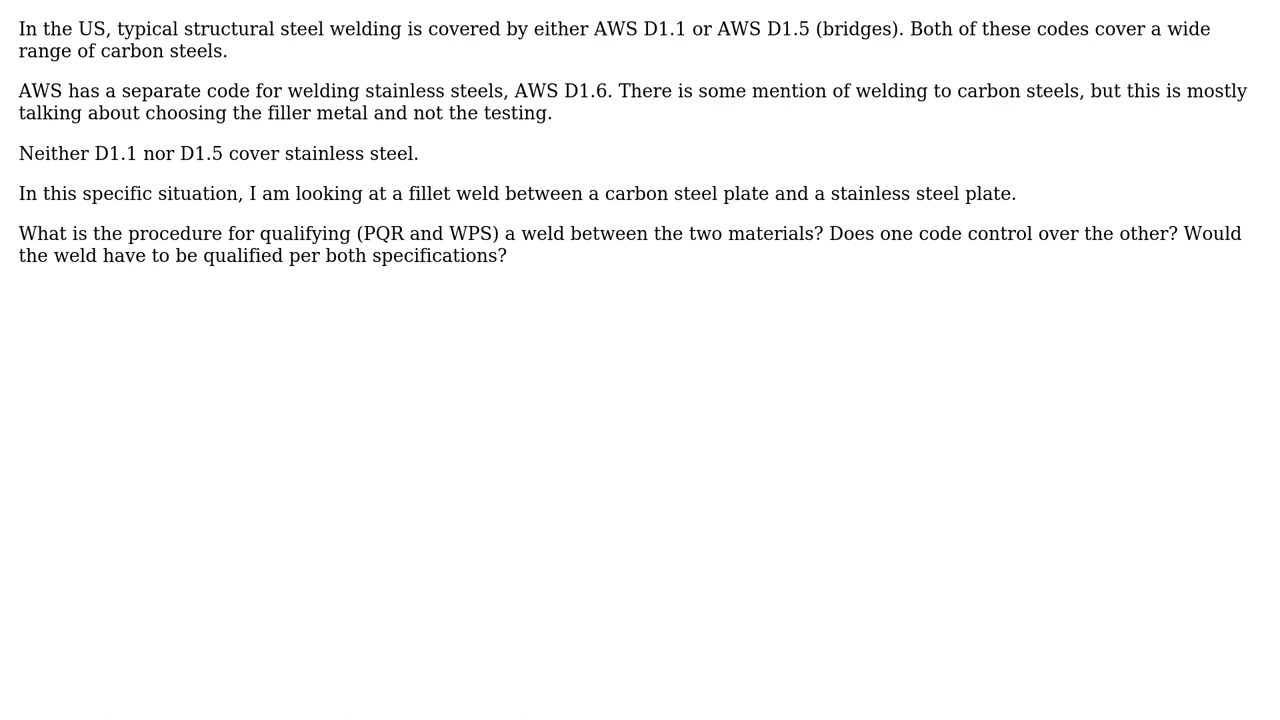 In the US, typical structural steel welding is covered by either AWS D1.1 or AWS D1.5 (bridges). Both of these codes cover a wide
range of carbon steels.
AWS has a separate code for welding stainless steels, AWS D1.6. There is some mention of welding to carbon steels, but this is mostly
talking about choosing the filler metal and not the testing.
Neither D1.1 nor D1.5 cover stainless steel.
In this specific situation, I am looking at a fillet weld between a carbon steel plate and a stainless steel plate.
What is the procedure for qualifying (PQR and WPS) a weld between the two materials? Does one code control over the other? Would
the weld have to be qualified per both specifications?